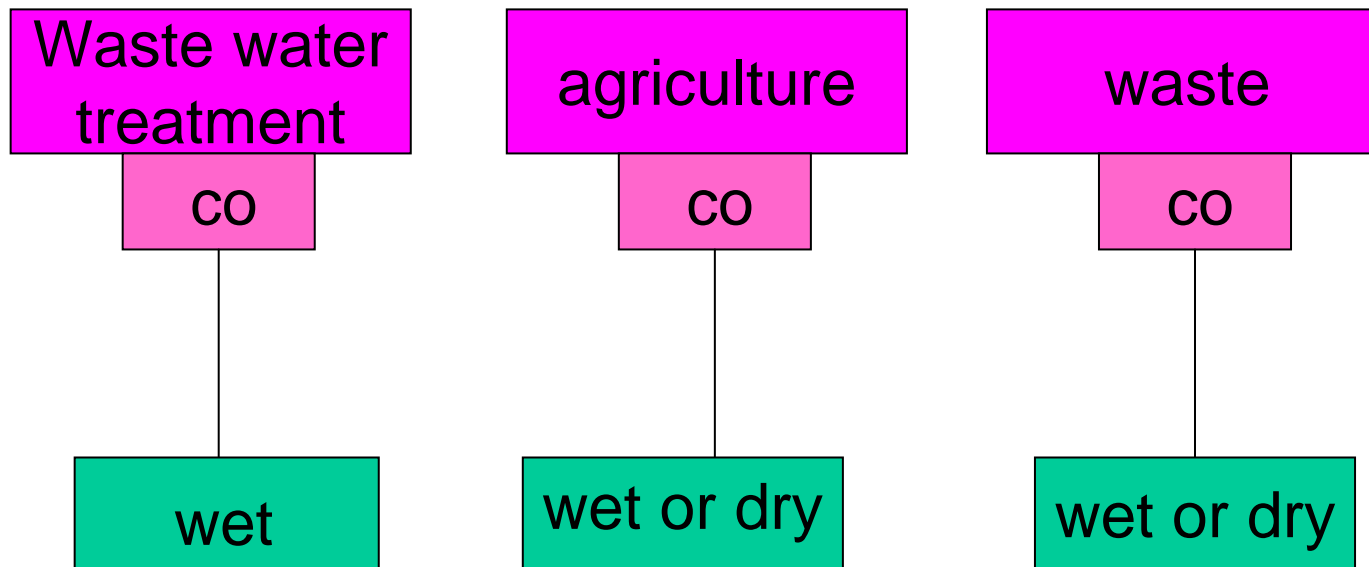 Waste water
treatment
agriculture
waste
co
co
co
wet
wet or dry
wet or dry